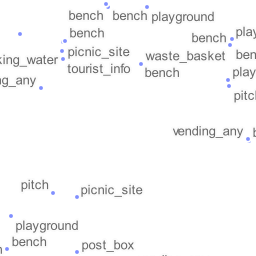 bench bench playground
bench
bench play
picnic_site
waste_basket
ben
king_water
tourist_info
bench
play
ng_any
pitc
vending_any
b
pitch
picnic_site
playground
bench
post_box